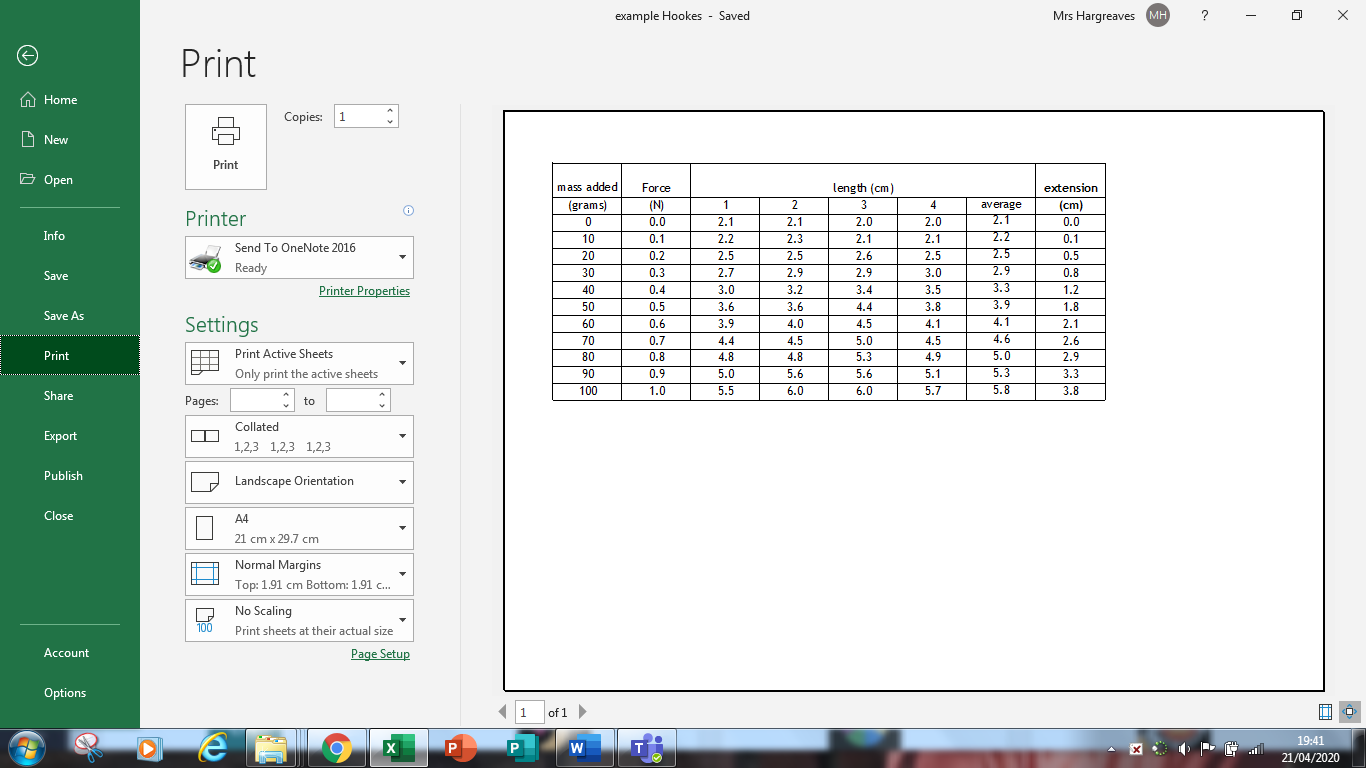 example Hookes - Saved
Mrs Hargreaves MH ?
Print
Home
New
Open
Info
Save
Save As
Print
Share
Export
Publish
Close
Account
Options
Print
Copies: 1
Printer
Send To OneNote 2016
Ready
Printer Properties
Settings
Print Active Sheets
Only print the active sheets
Pages: to
Collated
1,2,3 1,2,3 1,2,3
Landscape Orientation
A4
21 cm x 29.7 cm
Normal Margins
Top: 1.91 cm Bottom: 1.91 c...
No Scaling
100
Print sheets at their actual size
Page Setup
mass added Force length (cm) extension
(grams) (N) 1 2 3 4 average (cm)
0 0.0 2.1 2.1 2.0 2.0 2.1 0.0
10 0.1 2.2 2.3 2.1 2.1 2.2 0.1
20 0.2 2.5 2.5 2.6 2.5 2.5 0.5
30 0.3 2.7 2.9 2.9 3.0 2.9 0.8
40 0.4 3.0 3.2 3.4 3.5 3.3 1.2
50 0.5 3.6 3.6 4.4 3.8 3.9 1.8
60 0.6 3.9 4.0 4.5 4.1 4.1 2.1
70 0.7 4.4 4.5 5.0 4.5 4.6 2.6
80 0.8 4.8 4.8 5.3 4.9 5.0 2.9
90 0.9 5.0 5.6 5.6 5.1 5.3 3.3
100 1.0 5.5 6.0 6.0 5.7 5.8 3.8
1 of 1
19:41
21/04/2020